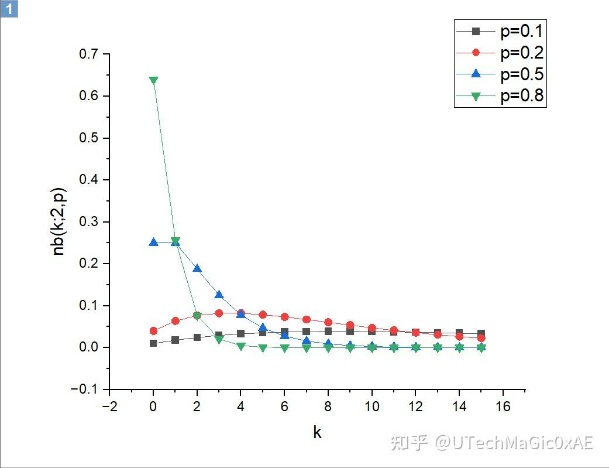 1
p=0.1
p=0.2
p=0.5
p=0.8
0.7
0.6
0.5
0.4
0.3
0.2
0.1
0.0
−0.1
nb(k;2,p)
−2 0 2 4 6 8 10 12 14 16
k
知乎 @UTechMaGic0xAE